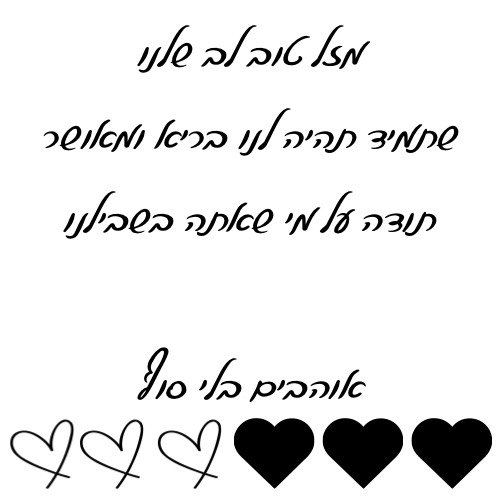 מזל טוב לב שלנו
שתמיד תהיה לנו בריא ומאושר
תודה על מי שאתה בשבילנו
אוהבים בלי סוף